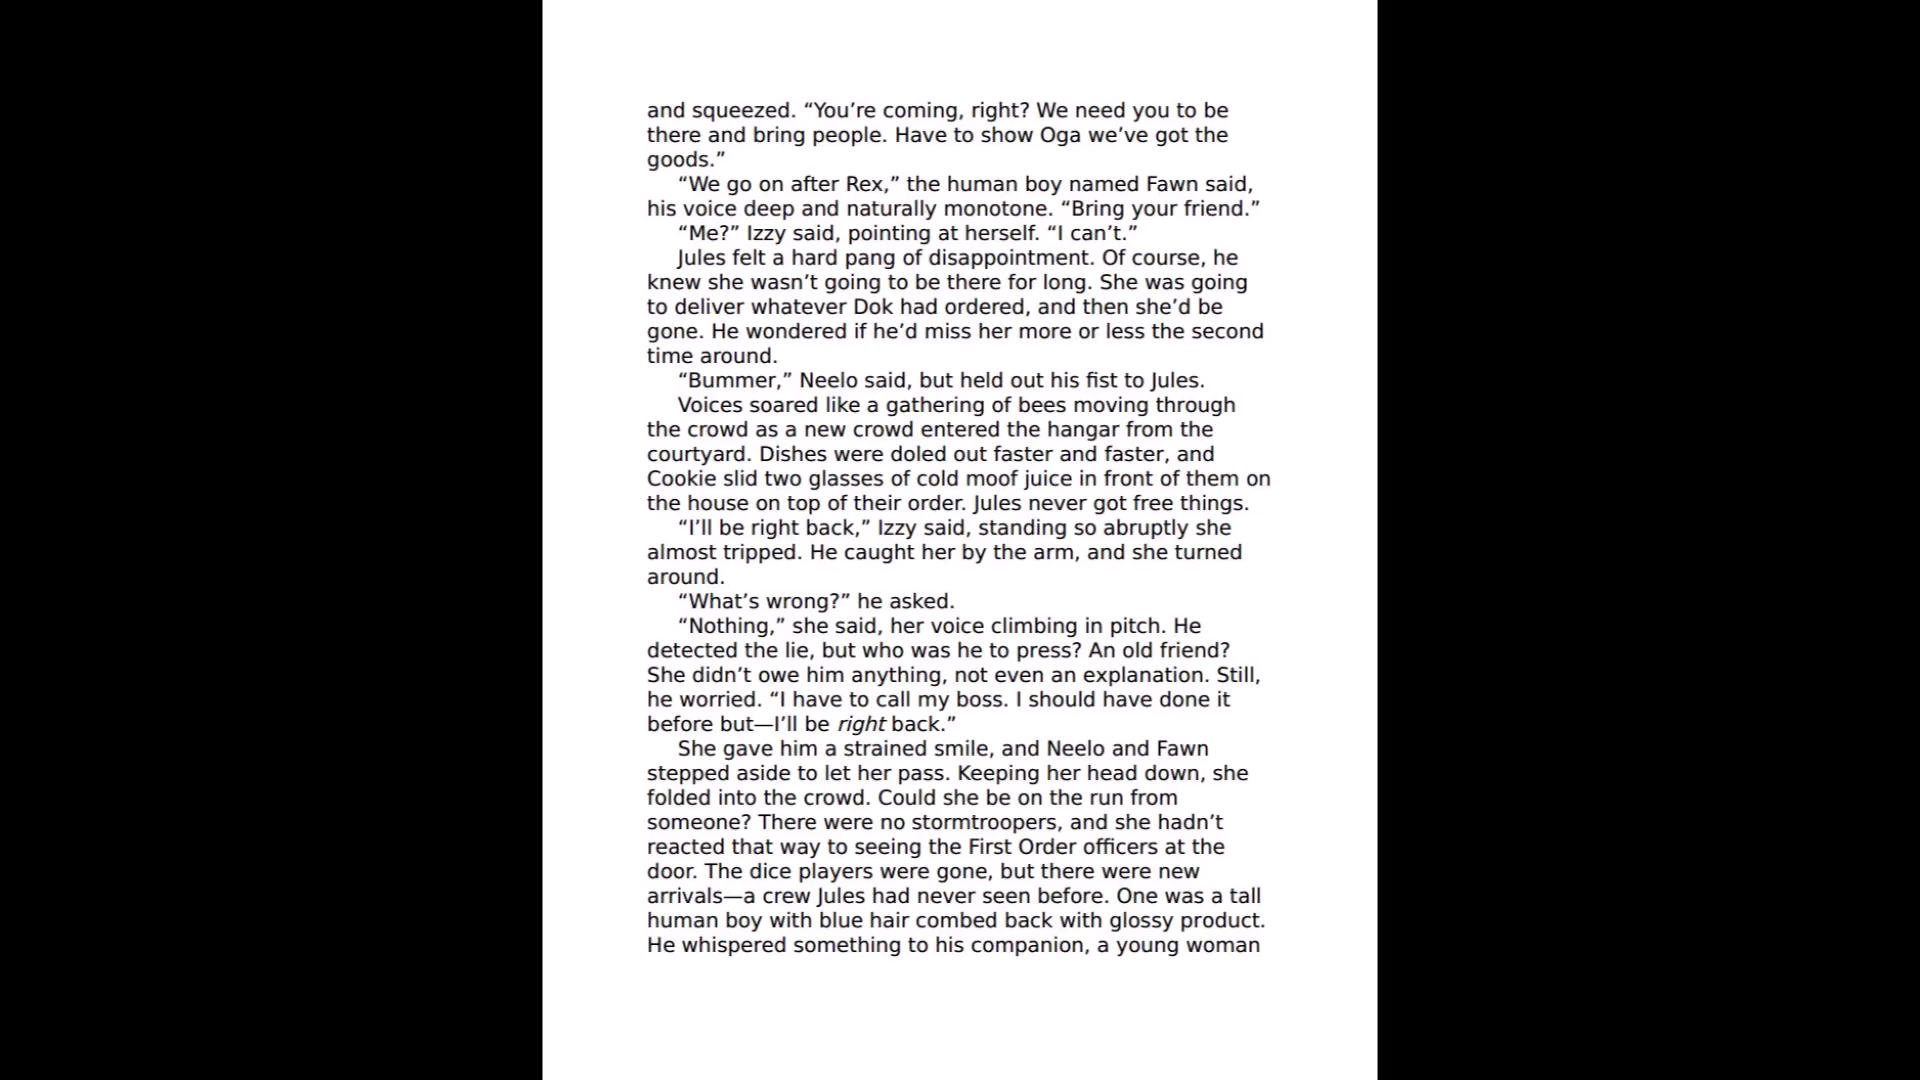 and squeezed. “You’re coming, right? We need you to be
there and bring people. Have to show Oga we’ve got the
goods.”
“We go on after Rex,” the human boy named Fawn said,
his voice deep and naturally monotone. “Bring your friend.”
“Me?” Izzy said, pointing at herself. “I can’t.”
Jules felt a hard pang of disappointment. Of course, he
knew she wasn’t going to be there for long. She was going
to deliver whatever Dok had ordered, and then she’d be
gone. He wondered if he’d miss her more or less the second
time around.
“Bummer,” Neelo said, but held out his fist to Jules.
Voices soared like a gathering of bees moving through
the crowd as a new crowd entered the hangar from the
courtyard. Dishes were doled out faster and faster, and
Cookie slid two glasses of cold moof juice in front of them on
the house on top of their order. Jules never got free things.
“I’ll be right back,” Izzy said, standing so abruptly she
almost tripped. He caught her by the arm, and she turned
around.
“What’s wrong?” he asked.
“Nothing,” she said, her voice climbing in pitch. He
detected the lie, but who was he to press? An old friend?
She didn’t owe him anything, not even an explanation. Still,
he worried. “I have to call my boss. I should have done it
before but—I’ll be right back.”
She gave him a strained smile, and Neelo and Fawn
stepped aside to let her pass. Keeping her head down, she
folded into the crowd. Could she be on the run from
someone? There were no stormtroopers, and she hadn’t
reacted that way to seeing the First Order officers at the
door. The dice players were gone, but there were new
arrivals—a crew Jules had never seen before. One was a tall
human boy with blue hair combed back with glossy product.
He whispered something to his companion, a young woman